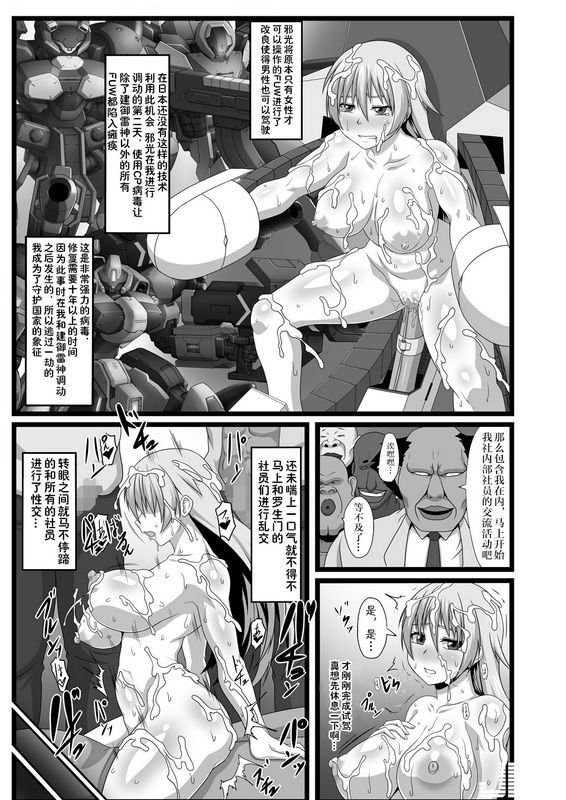 邪光将原本只有女性才
可以操作的FUW进行了
改良使得男性也可以驾驶
在日本还没有这样的技术
利用此机会 邪光在我进行
调动的第二天，使用CP病毒让
除了建御雷神以外的所有
FUW都陷入瘫痪
这是非常强力的病毒，
修复需要十年以上的时间
因为此事时在我和建御雷神调动
之后发生的，所以逃过一劫的
我成为了守护国家的象征
那么包含我在内，马上开始
我社内部社员的交流活动吧
等不及了…
是，是…
才刚刚完成试驾
真想先休息一下啊…
还未喘上一口气就不得不
马上和罗生门的
社员们进行乱交
转眼之间就马不停蹄
的和所有的社员
进行了性交…